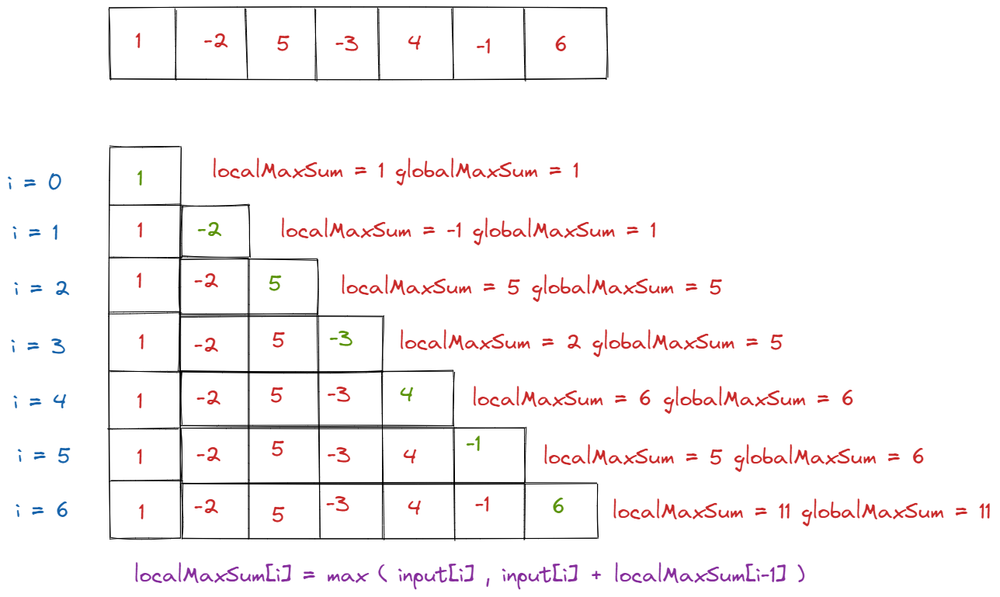 1 -2 5 -3 4 -1 6
i = 0 1 localMaxSum = 1 globalMaxSum = 1
i = 1 1 -2 localMaxSum = -1 globalMaxSum = 1
i = 2 1 -2 5 localMaxSum = 5 globalMaxSum = 5
i = 3 1 -2 5 -3 localMaxSum = 2 globalMaxSum = 5
i = 4 1 -2 5 -3 4 localMaxSum = 6 globalMaxSum = 6
i = 5 1 -2 5 -3 4 -1 localMaxSum = 5 globalMaxSum = 6
i = 6 1 -2 5 -3 4 -1 6 localMaxSum = 11 globalMaxSum = 11
localMaxSum[i] = max ( input[i] , input[i] + localMaxSum[i-1] )